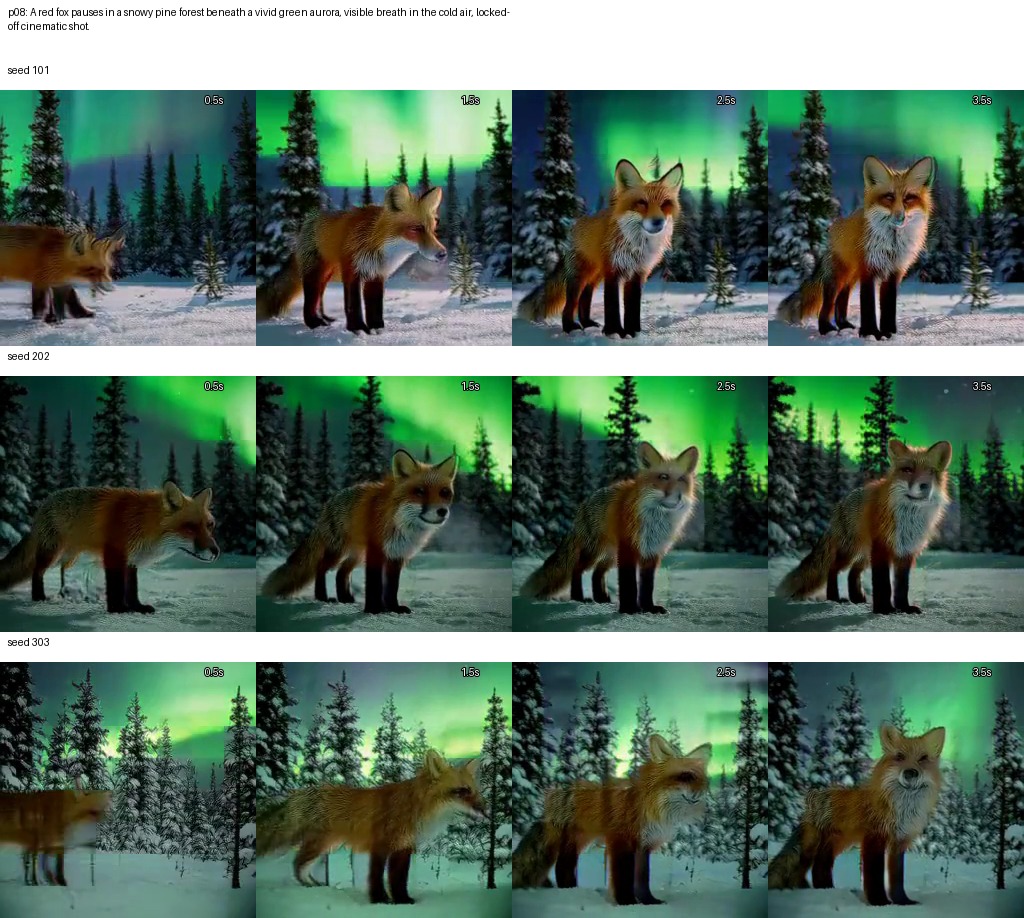 p08: A red fox pauses in a snowy pine forest beneath a vivid green aurora, visible breath in the cold air, locked-
off cinematic shot.
seed 101
0.5s 1.5s 2.5s 3.5s
seed 202
0.5s 1.5s 2.5s 3.5s
seed 303
0.5s 1.5s 2.5s 3.5s